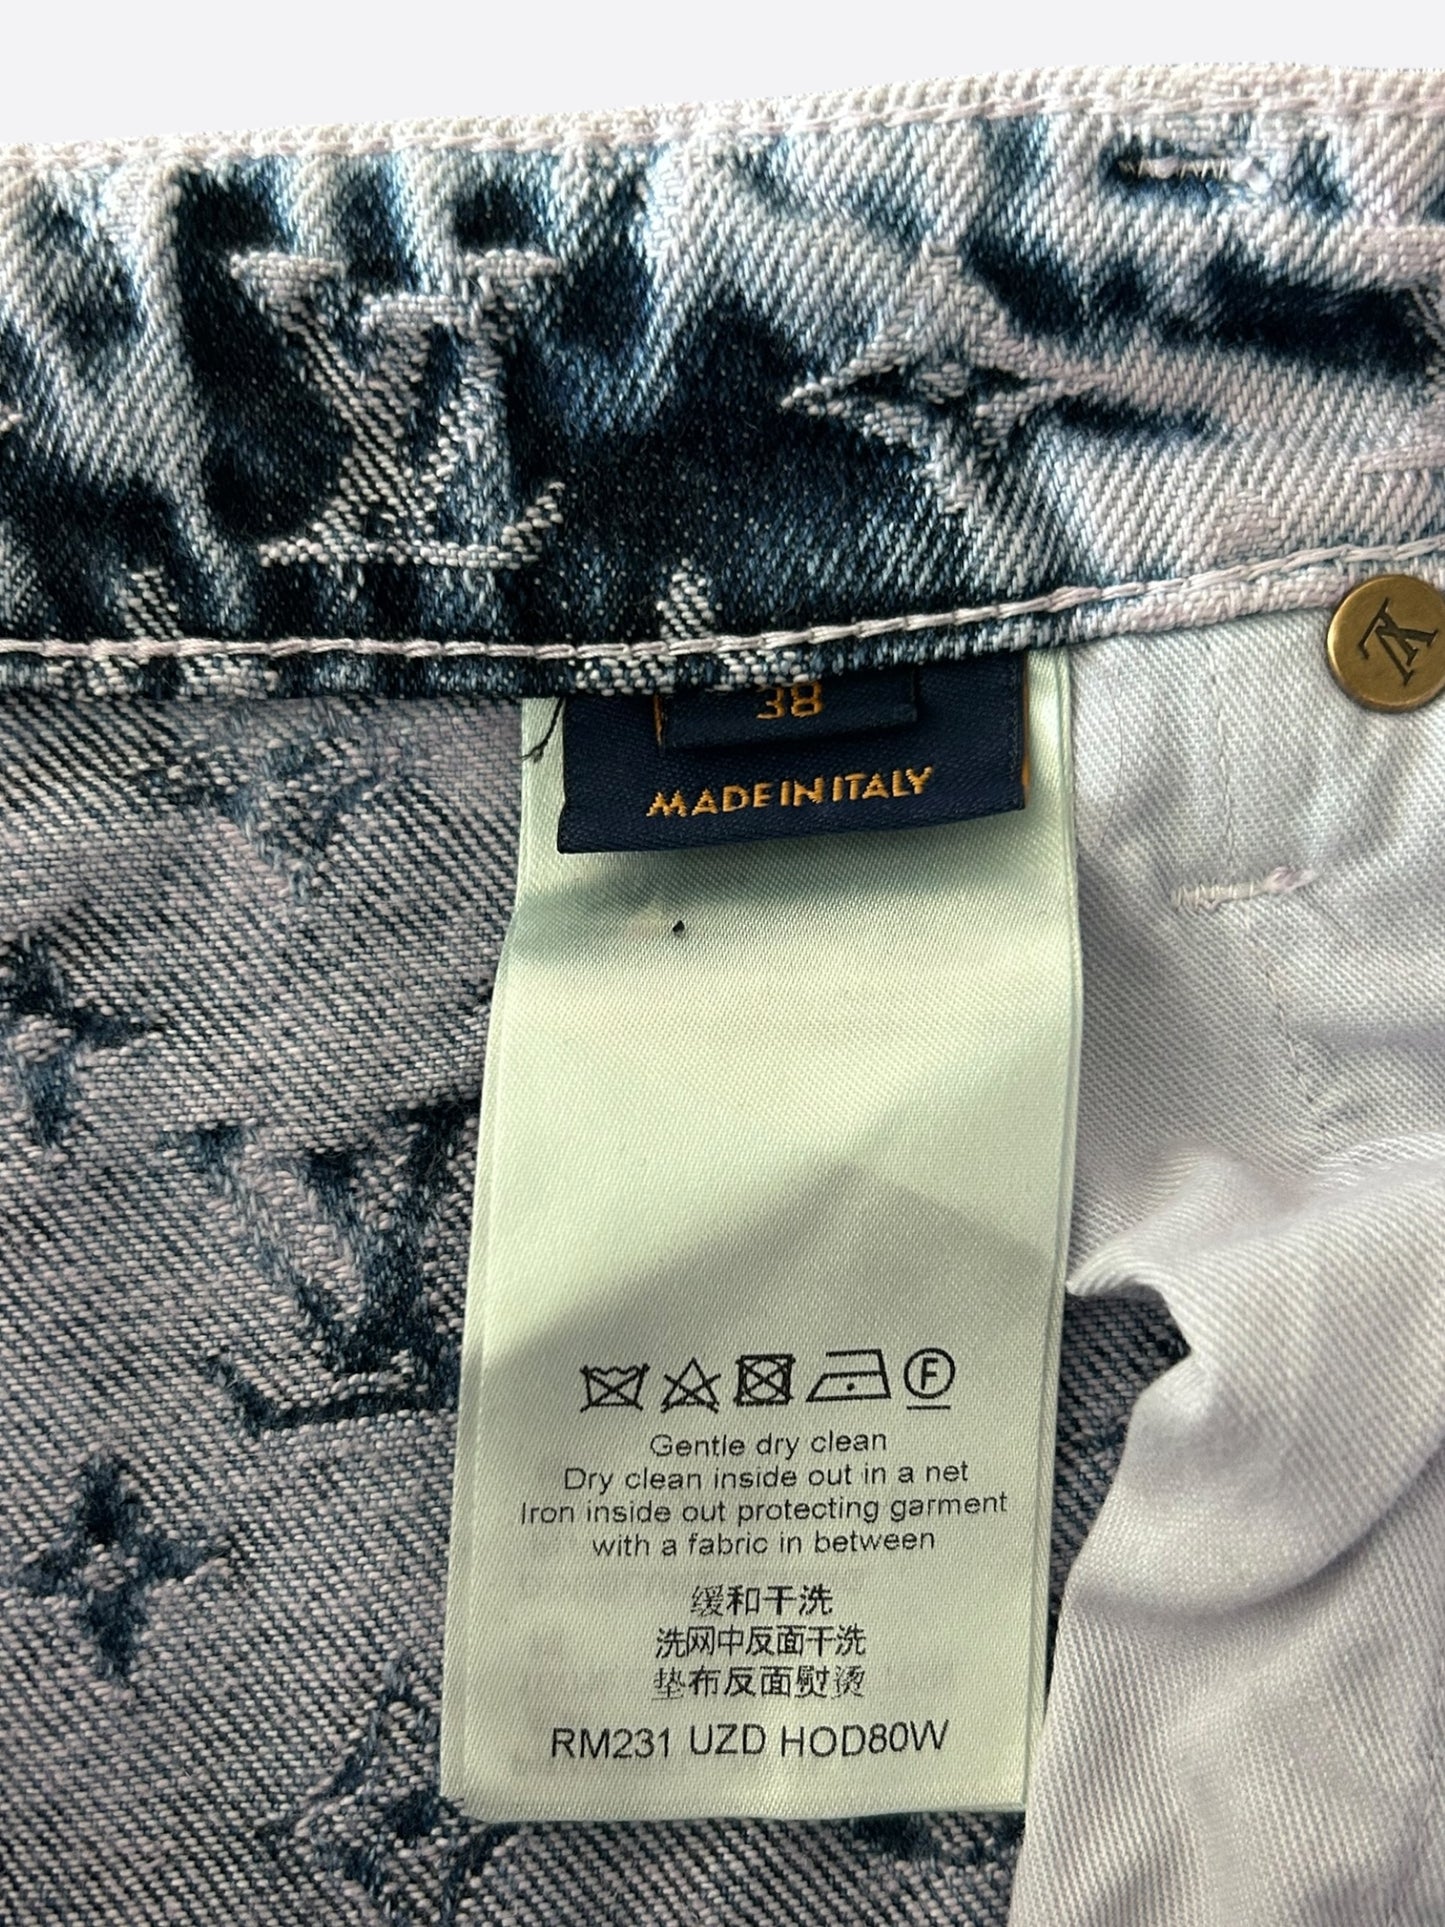 38
MADE IN ITALY
F
Gentle dry clean
Dry clean inside out in a net
Iron inside out protecting garment
with a fabric in between
缓和干洗
洗网中反面干洗
垫布反面熨烫
RM231 UZD HOD80W